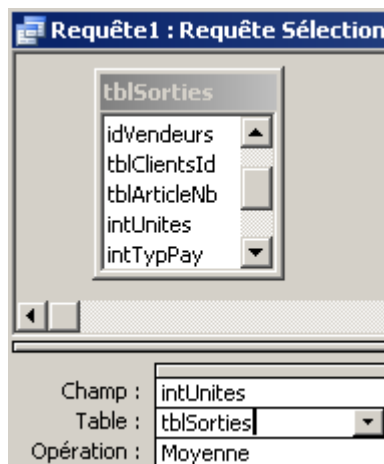 Requête1 : Requête Sélection
tblSorties
idVendeurs
tblClientsId
tblArticleNb
intUnites
intTypPay
Champ : intUnites
Table : tblSorties
Opération : Moyenne